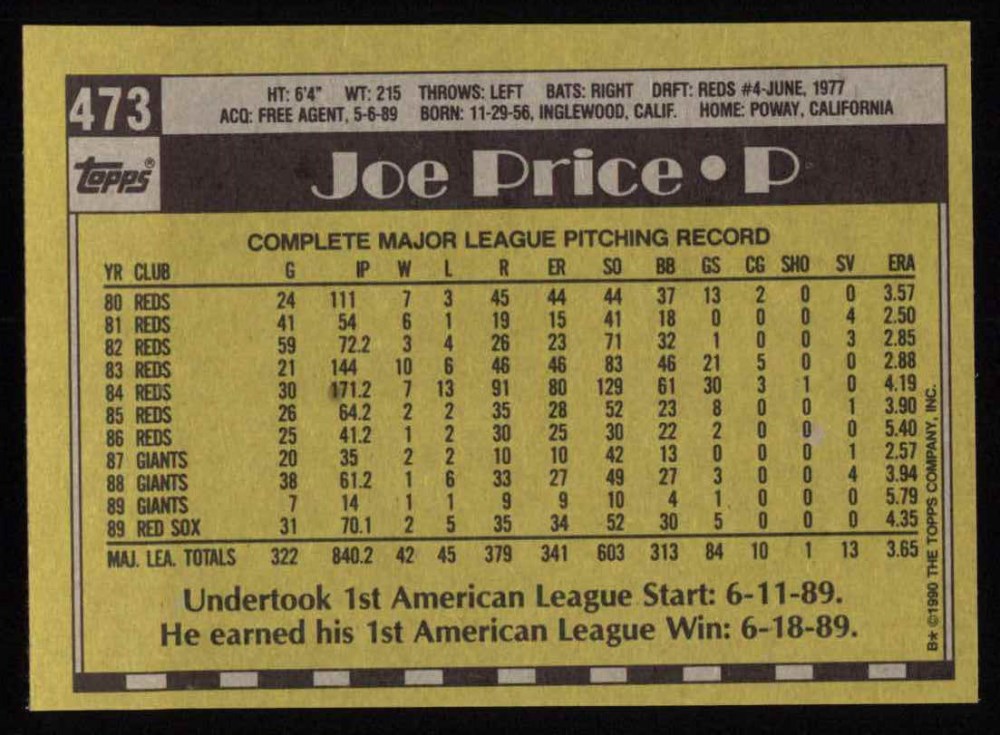 473
HT: 6'4" WT: 215 THROWS: LEFT BATS: RIGHT DRFT: REDS #4-JUNE, 1977
ACQ: FREE AGENT, 5-6-89 BORN: 11-29-56, INGLEWOOD, CALIF. HOME: POWAY, CALIFORNIA
Topps®
Joe Price • P
COMPLETE MAJOR LEAGUE PITCHING RECORD
YR CLUB G IP W L R ER SO BB GS CG SHO SV ERA
80 REDS 24 111 7 3 45 44 44 37 13 2 0 0 3.57
81 REDS 41 54 6 1 19 15 41 18 0 0 0 4 2.50
82 REDS 59 72.2 3 4 26 23 71 32 1 0 0 3 2.85
83 REDS 21 144 10 6 46 46 83 46 21 5 0 0 2.88
84 REDS 30 171.2 7 13 91 80 129 61 30 3 1 0 4.19
85 REDS 26 64.2 2 2 35 28 52 23 8 0 0 1 3.90
86 REDS 25 41.2 1 2 30 25 30 22 2 0 0 0 5.40
87 GIANTS 20 35 2 2 10 10 42 13 0 0 0 1 2.57
88 GIANTS 38 61.2 1 6 33 27 49 27 3 0 0 4 3.94
89 GIANTS 7 14 1 1 9 9 10 4 1 0 0 0 5.79
89 RED SOX 31 70.1 2 5 35 34 52 30 5 0 0 0 4.35
MAJ. LEA. TOTALS 322 840.2 42 45 379 341 603 313 84 10 1 13 3.65
Undertook 1st American League Start: 6-11-89.
He earned his 1st American League Win: 6-18-89.
B* ©1990 THE TOPPS COMPANY, INC.